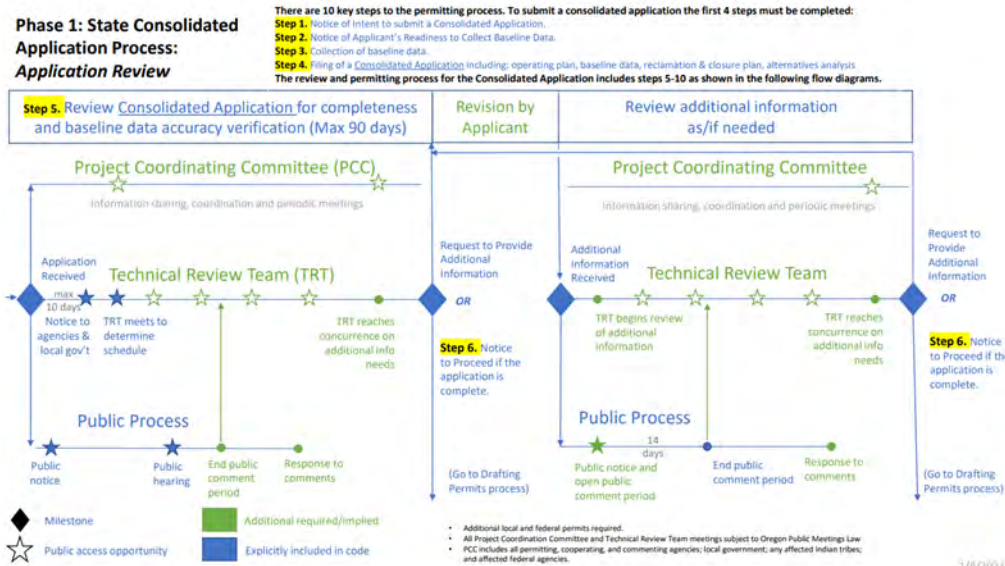 Phase 1: State Consolidated
Application Process:
Application Review
There are 10 key steps to the permitting process. To submit a consolidated application the first 4 steps must be completed:
Step 1. Notice of Intent to submit a Consolidated Application.
Step 2. Notice of Applicant's Readiness to Collect Baseline Data.
Step 3. Collection of baseline data.
Step 4. Filing of a Consolidated Application including: operating plan, baseline data, reclamation & closure plan, alternatives analysis
The review and permitting process for the Consolidated Application includes steps 5-10 as shown in the following flow diagrams.
Step 5. Review Consolidated Application for completeness
and baseline data accuracy verification (Max 90 days)
Revision by
Applicant
Review additional information
as/if needed
Project Coordinating Committee (PCC)
Information sharing, coordination and periodic meetings
Application
Received
Technical Review Team (TRT)
max
10 days
Notice to
agencies &
local gov't
TRT meets to
determine
schedule
TRT reaches
concurrence on
additional info
needs
Public Process
Public
notice
Public
hearing
End public
comment
period
Response to
comments
Request to Provide
Additional
Information
OR
Step 6. Notice
to Proceed if the
application is
complete.
(Go to Drafting
Permits process)
Project Coordinating Committee
Information sharing, coordination and periodic meetings
Additional
Information
Received
Technical Review Team
TRT begins review
of additional
information
TRT reaches
concurrence on
additional info
needs
Public Process
14
days
Public notice and
open public
comment period
End public
comment period
Response to
comments
Request to
Provide
Additional
Information
OR
Step 6. Notice
to Proceed if the
application is
complete.
(Go to Drafting
Permits process)
Milestone
Public access opportunity
Additional required/implied
Explicitly included in code
• Additional local and federal permits required.
• All Project Coordination Committee and Technical Review Team meetings subject to Oregon Public Meetings Law
• PCC includes all permitting, cooperating, and commenting agencies; local government; any affected Indian tribes;
and affected federal agencies.